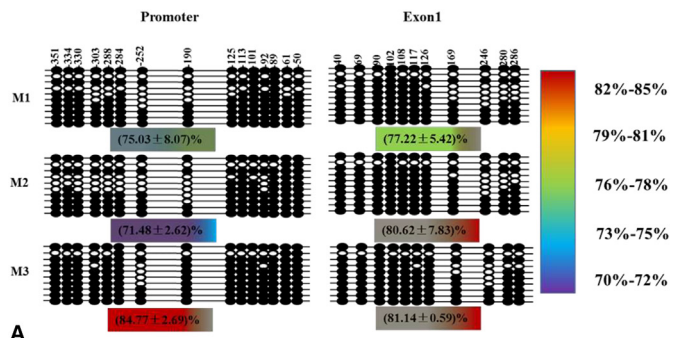 Promoter Exon1
-351 -334 -330 -303 -288 -284 -252 -190 -125 -113 -101 -92 -89 -61 -50 40 69 90 102 108 117 126 169 246 280 286
M1
(75.03±8.07)% (77.22±5.42)%
M2
(71.48±2.62)% (80.62±7.83)%
M3
(84.77±2.69)% (81.14±0.59)%
82%-85%
79%-81%
76%-78%
73%-75%
70%-72%
A